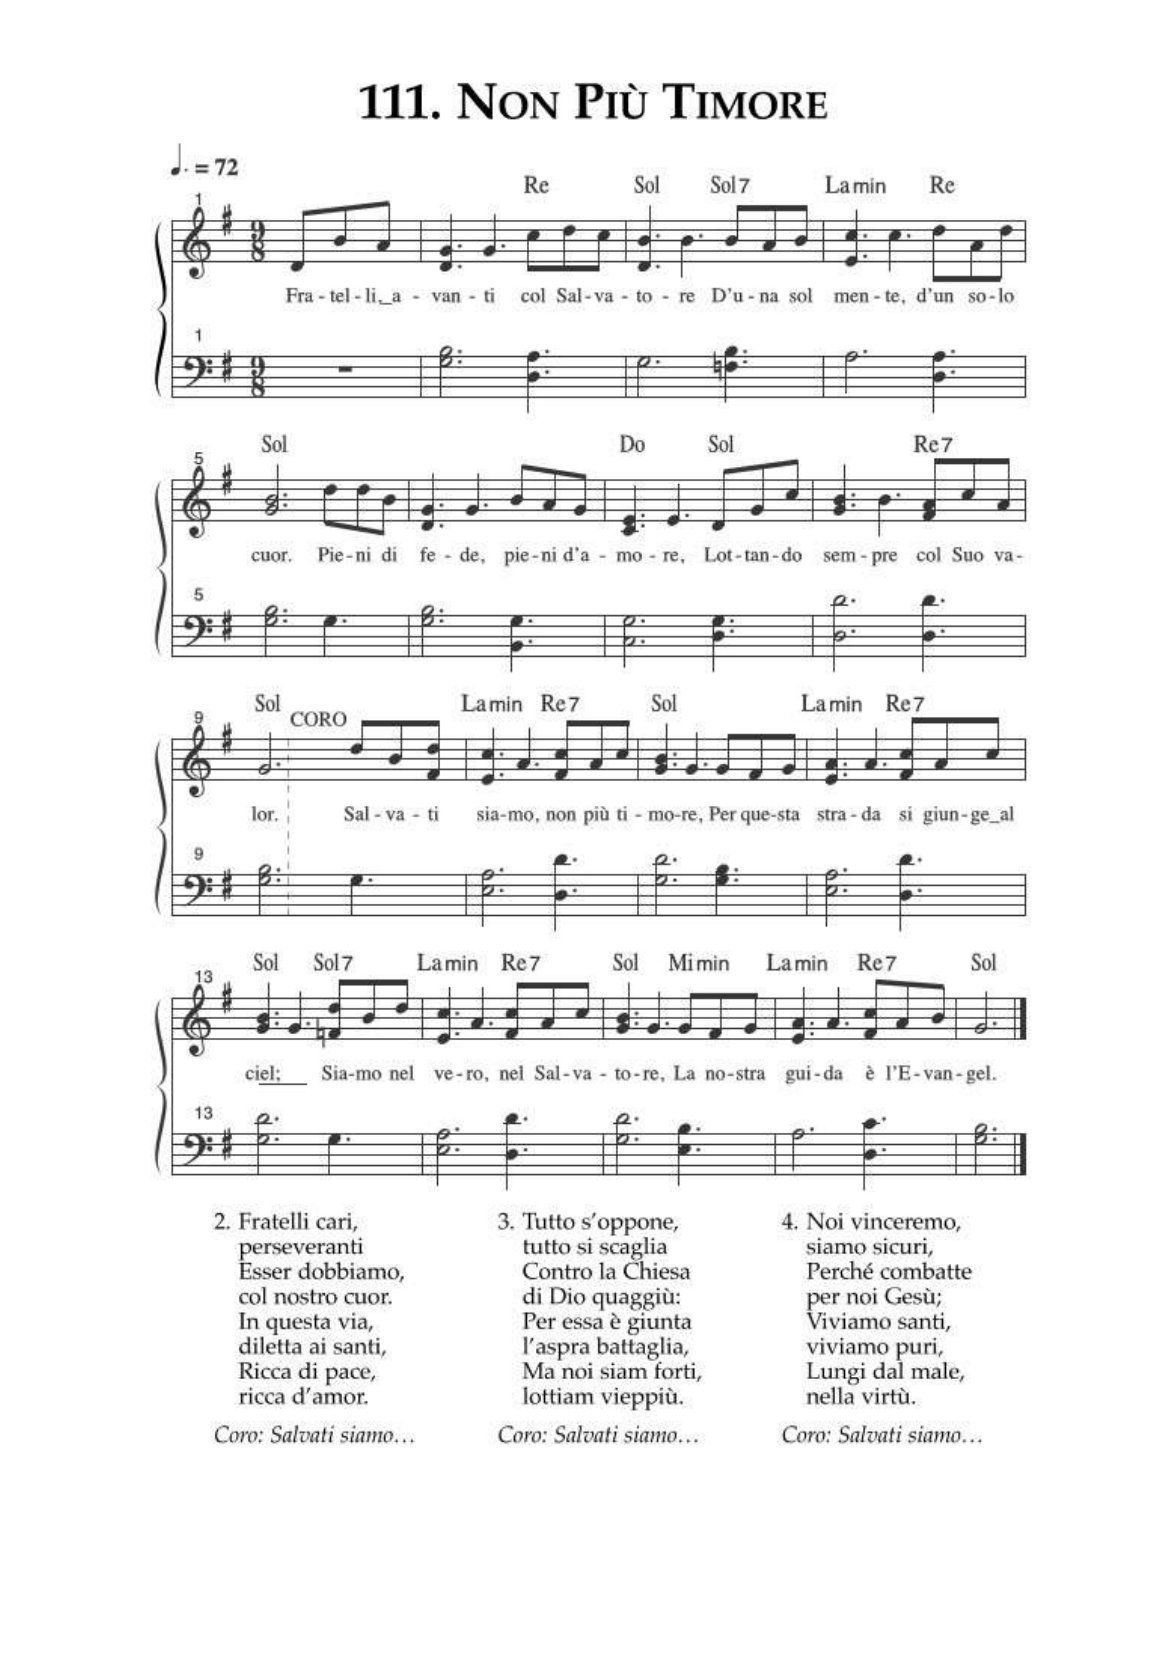 111. NON PIÙ TIMORE
♩. = 72
Re Sol Sol7 Lamin Re
1
9 8
Fra - tel - li,_a - van - ti col Sal - va - to - re D'u - na sol men - te, d'un so - lo
1
9 8
Sol Do Sol Re7
5
cuor. Pie - ni di fe - de, pie - ni d'a - mo - re, Lot - tan - do sem - pre col Suo va -
5
Sol Lamin Re7 Sol Lamin Re7
9 CORO
lor. Sal - va - ti sia - mo, non più ti - mo - re, Per que - sta stra - da si giun - ge_al
9
Sol Sol7 Lamin Re7 Sol Mimin Lamin Re7 Sol
13
ciel; Sia - mo nel ve - ro, nel Sal - va - to - re, La no - stra gui - da è l'E - van - gel.
13
2. Fratelli cari,
perseveranti
Esser dobbiamo,
col nostro cuor.
In questa via,
diletta ai santi,
Ricca di pace,
ricca d'amor.
Coro: Salvati siamo…
3. Tutto s'oppone,
tutto si scaglia
Contro la Chiesa
di Dio quaggiù:
Per essa è giunta
l'aspra battaglia,
Ma noi siam forti,
lottiam vieppiù.
Coro: Salvati siamo…
4. Noi vinceremo,
siamo sicuri,
Perché combatte
per noi Gesù;
Viviamo santi,
viviamo puri,
Lungi dal male,
nella virtù.
Coro: Salvati siamo…